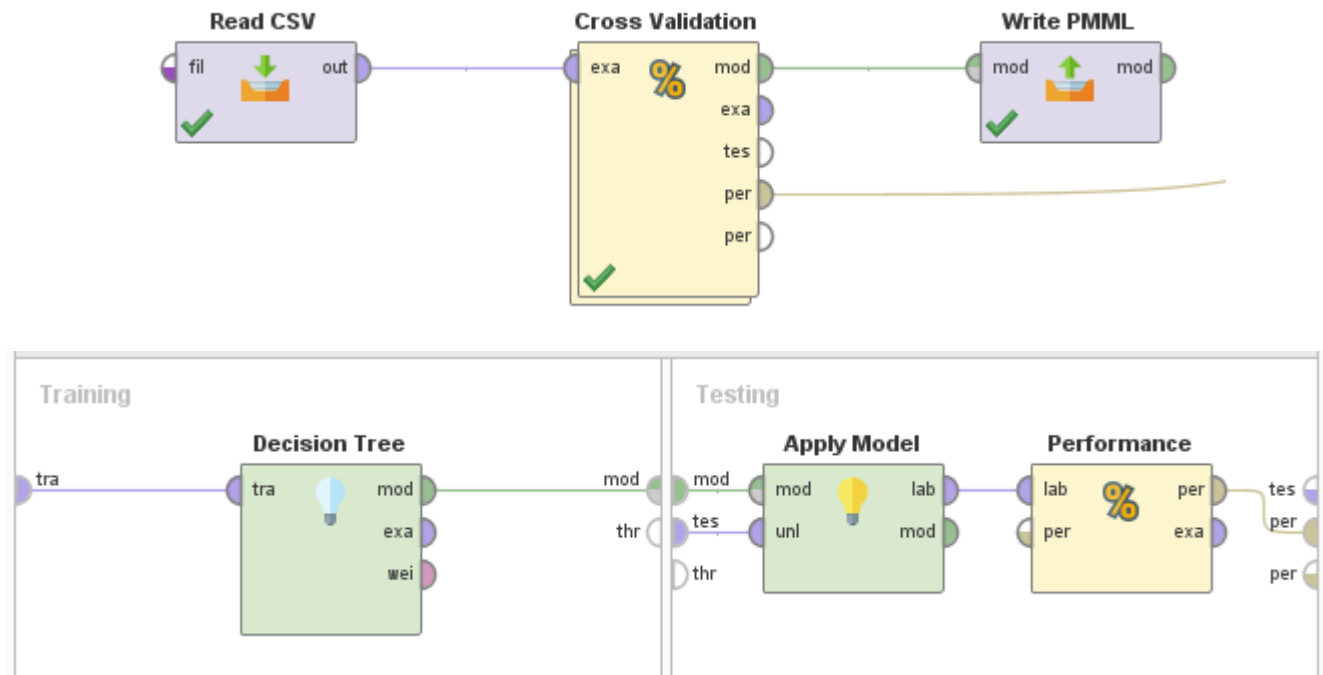 Read CSV Cross Validation Write PMML
fil out exa mod mod mod
exa
tes
per
per
Training Testing
Decision Tree Apply Model Performance
tra tra mod mod mod mod lab lab per tes
exa thr tes unl mod per exa per
wei thr per